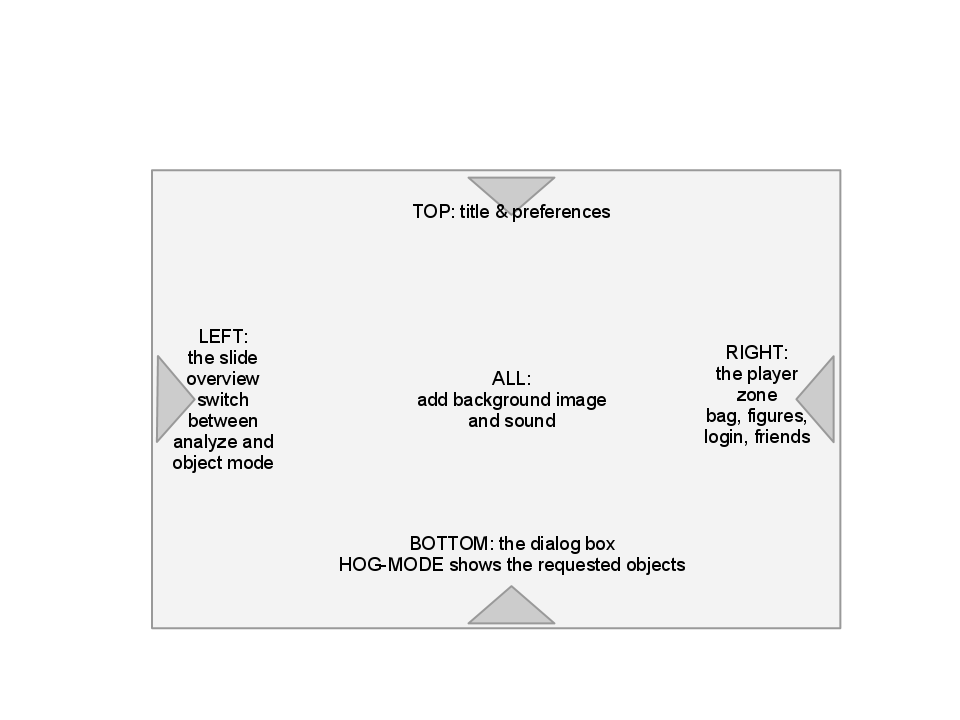 TOP: title & preferences
LEFT:
the slide
overview
switch
between
analyze and
object mode
ALL:
add background image
and sound
RIGHT:
the player
zone
bag, figures,
login, friends
BOTTOM: the dialog box
HOG-MODE shows the requested objects